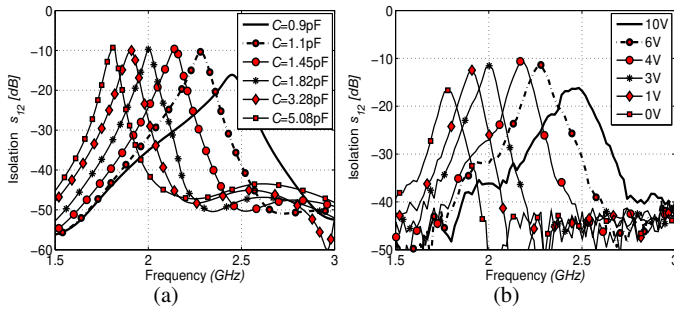 −10
−20
−30
−40
−50
−60
1.5
2
2.5
3
Isolation s12 [dB]
Frequency (GHz)
C=0.9pF
C=1.1pF
C=1.45pF
C=1.82pF
C=3.28pF
C=5.08pF
(a)
0
−10
−20
−30
−40
−50
1.5
2
2.5
3
Isolation s12 [dB]
Frequency (GHz)
10V
6V
4V
3V
1V
0V
(b)